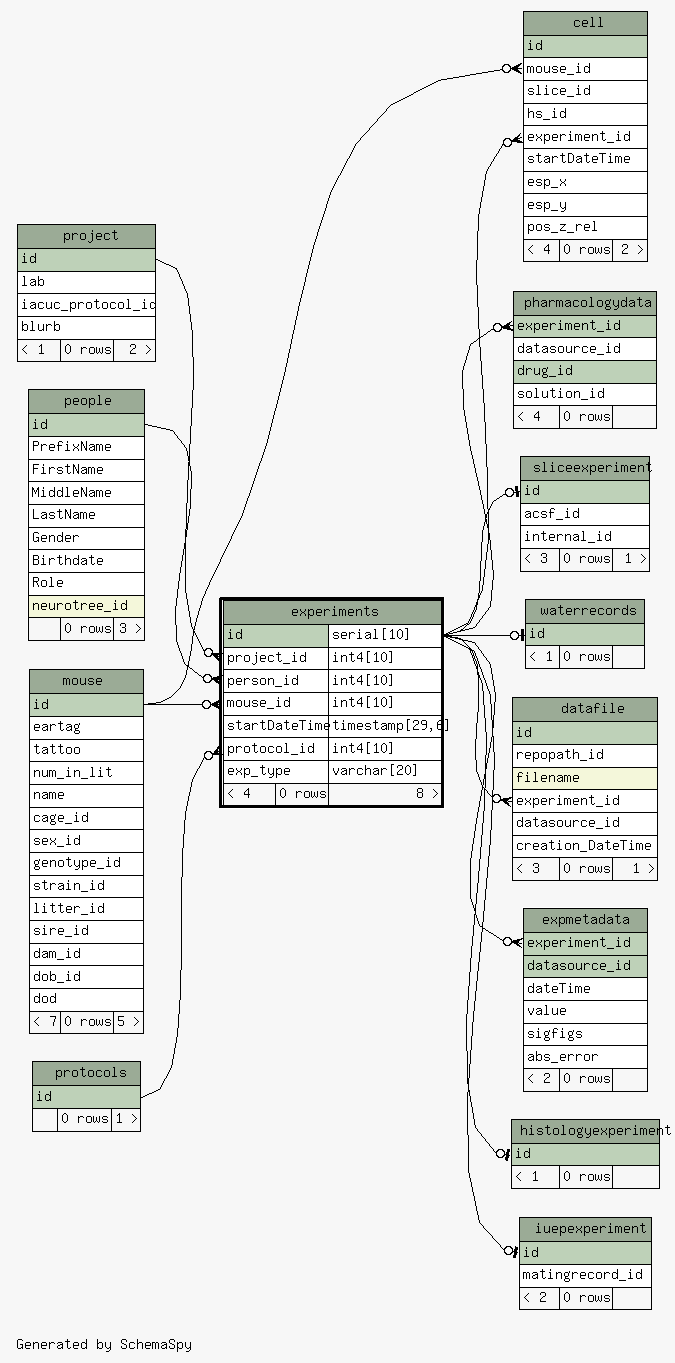 cell
id
mouse_id
slice_id
hs_id
experiment_id
startDateTime
esp_x
esp_y
pos_z_rel
< 4 0 rows 2 >
project
id
lab
iacuc_protocol_id
blurb
< 1 0 rows 2 >
pharmacologydata
experiment_id
datasource_id
drug_id
solution_id
< 4 0 rows
people
id
PrefixName
FirstName
MiddleName
LastName
Gender
Birthdate
Role
neurotree_id
0 rows 3 >
sliceexperiment
id
acsf_id
internal_id
< 3 0 rows 1 >
experiments
id serial[10]
project_id int4[10]
person_id int4[10]
mouse_id int4[10]
startDateTime timestamp[29,6]
protocol_id int4[10]
exp_type varchar[20]
< 4 0 rows 8 >
waterrecords
id
< 1 0 rows
mouse
id
eartag
tattoo
num_in_lit
name
cage_id
sex_id
genotype_id
strain_id
litter_id
sire_id
dam_id
dob_id
dod
< 7 0 rows 5 >
datafile
id
repopath_id
filename
experiment_id
datasource_id
creation_DateTime
< 3 0 rows 1 >
expmetadata
experiment_id
datasource_id
dateTime
value
sigfigs
abs_error
< 2 0 rows
protocols
id
0 rows 1 >
histologyexperiment
id
< 1 0 rows
iuepexperiment
id
matingrecord_id
< 2 0 rows
Generated by SchemaSpy